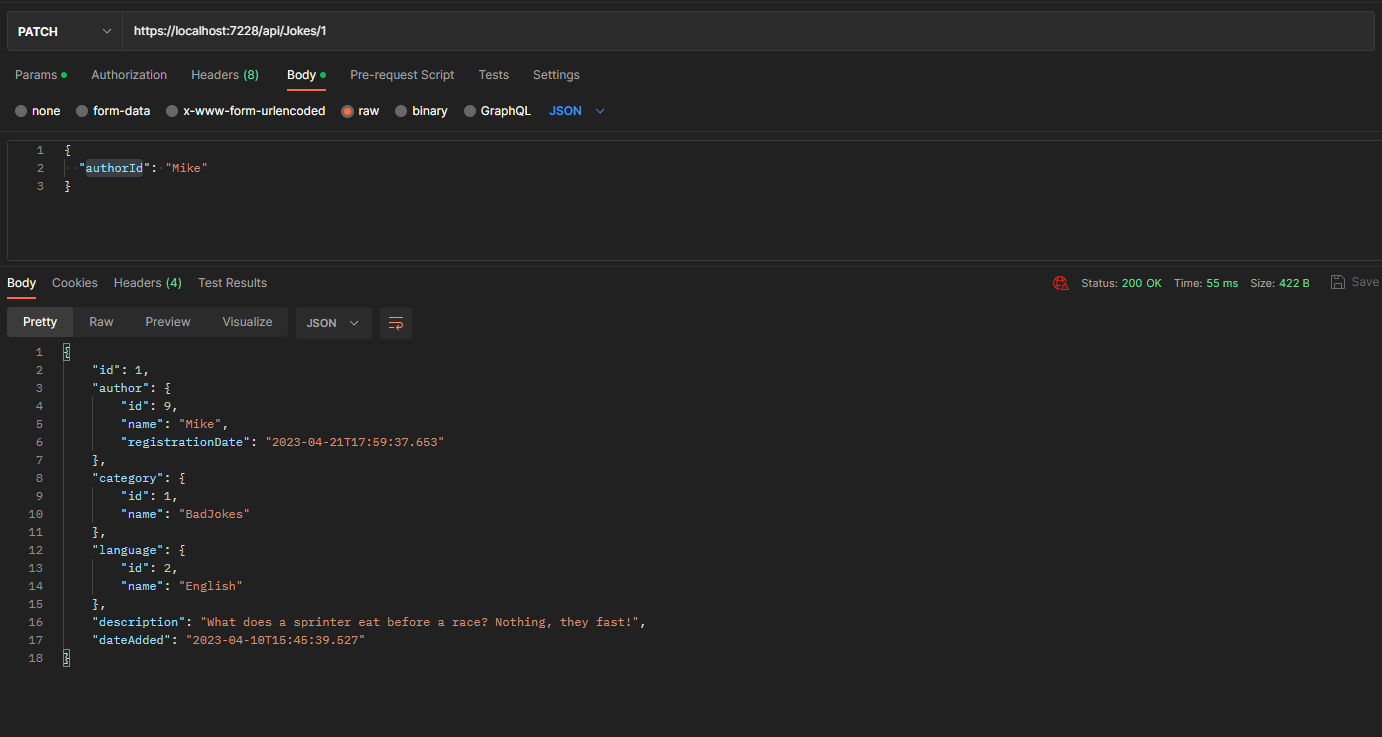 PATCH https://localhost:7228/api/Jokes/1
Params Authorization Headers (8) Body Pre-request Script Tests Settings
none form-data x-www-form-urlencoded raw binary GraphQL JSON
1 {
2 "authorId": "Mike"
3 }
Body Cookies Headers (4) Test Results Status: 200 OK Time: 55 ms Size: 422 B Save
Pretty Raw Preview Visualize JSON
1 {
2 "id": 1,
3 "author": {
4 "id": 9,
5 "name": "Mike",
6 "registrationDate": "2023-04-21T17:59:37.653"
7 },
8 "category": {
9 "id": 1,
10 "name": "BadJokes"
11 },
12 "language": {
13 "id": 2,
14 "name": "English"
15 },
16 "description": "What does a sprinter eat before a race? Nothing, they fast!",
17 "dateAdded": "2023-04-10T15:45:39.527"
18 }